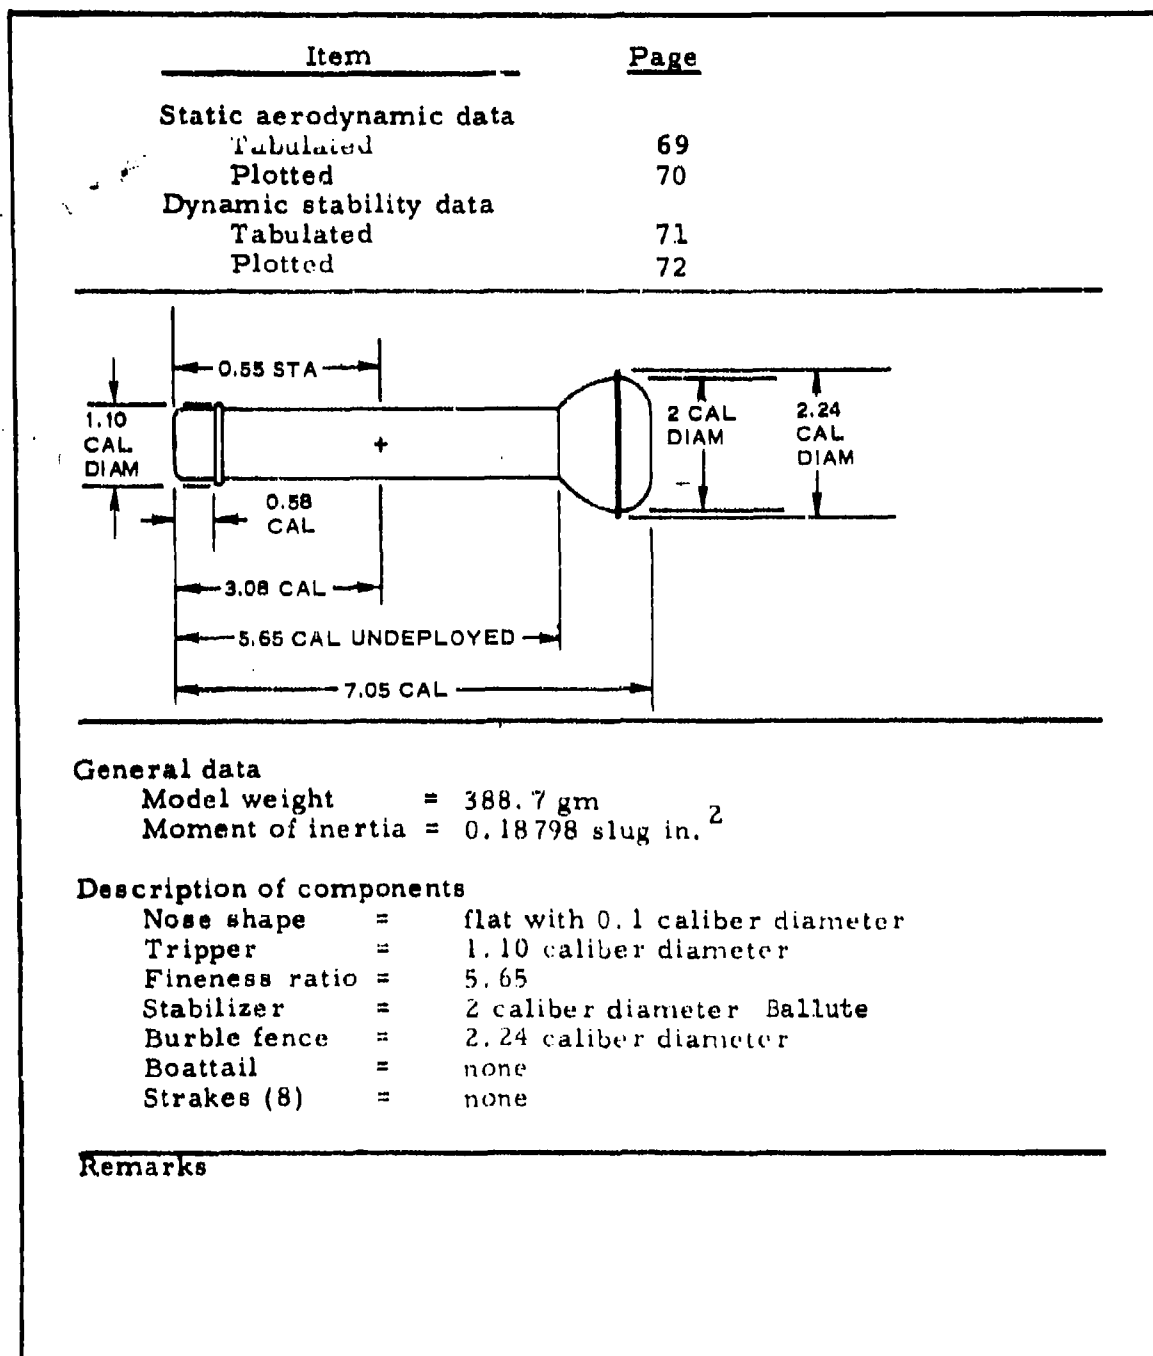 Item Page
Static aerodynamic data
Tabulated 69
Plotted 70
Dynamic stability data
Tabulated 71
Plotted 72
0.55 STA
1.10 CAL DIAM
2 CAL DIAM
2.24 CAL DIAM
0.58 CAL
3.08 CAL
5.65 CAL UNDEPLOYED
7.05 CAL
General data
Model weight = 388.7 gm
Moment of inertia = 0.18798 slug in.2
Description of components
Nose shape = flat with 0.1 caliber diameter
Tripper = 1.10 caliber diameter
Fineness ratio = 5.65
Stabilizer = 2 caliber diameter Ballute
Burble fence = 2.24 caliber diameter
Boattail = none
Strakes (8) = none
Remarks